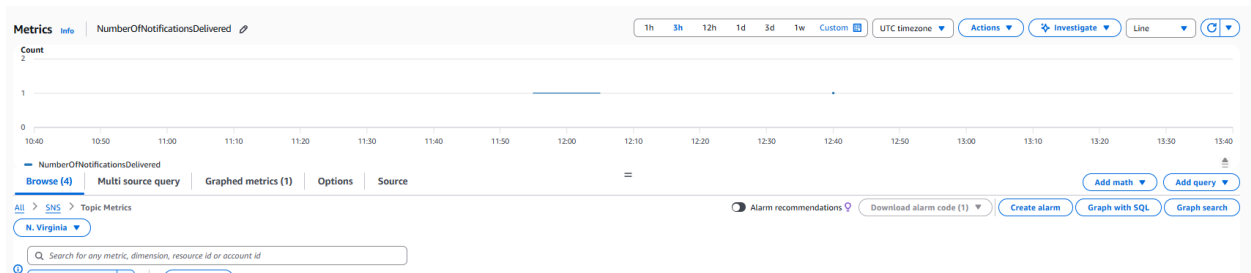 Metrics Info NumberOfNotificationsDelivered 1h 3h 12h 1d 3d 1w Custom UTC timezone Actions Investigate Line
Count
2
1
0
10:40 10:50 11:00 11:10 11:20 11:30 11:40 11:50 12:00 12:10 12:20 12:30 12:40 12:50 13:00 13:10 13:20 13:30 13:40
NumberOfNotificationsDelivered
Browse (4) Multi source query Graphed metrics (1) Options Source Add math Add query
All > SNS > Topic Metrics Alarm recommendations Download alarm code (1) Create alarm Graph with SQL Graph search
N. Virginia
Search for any metric, dimension, resource id or account id